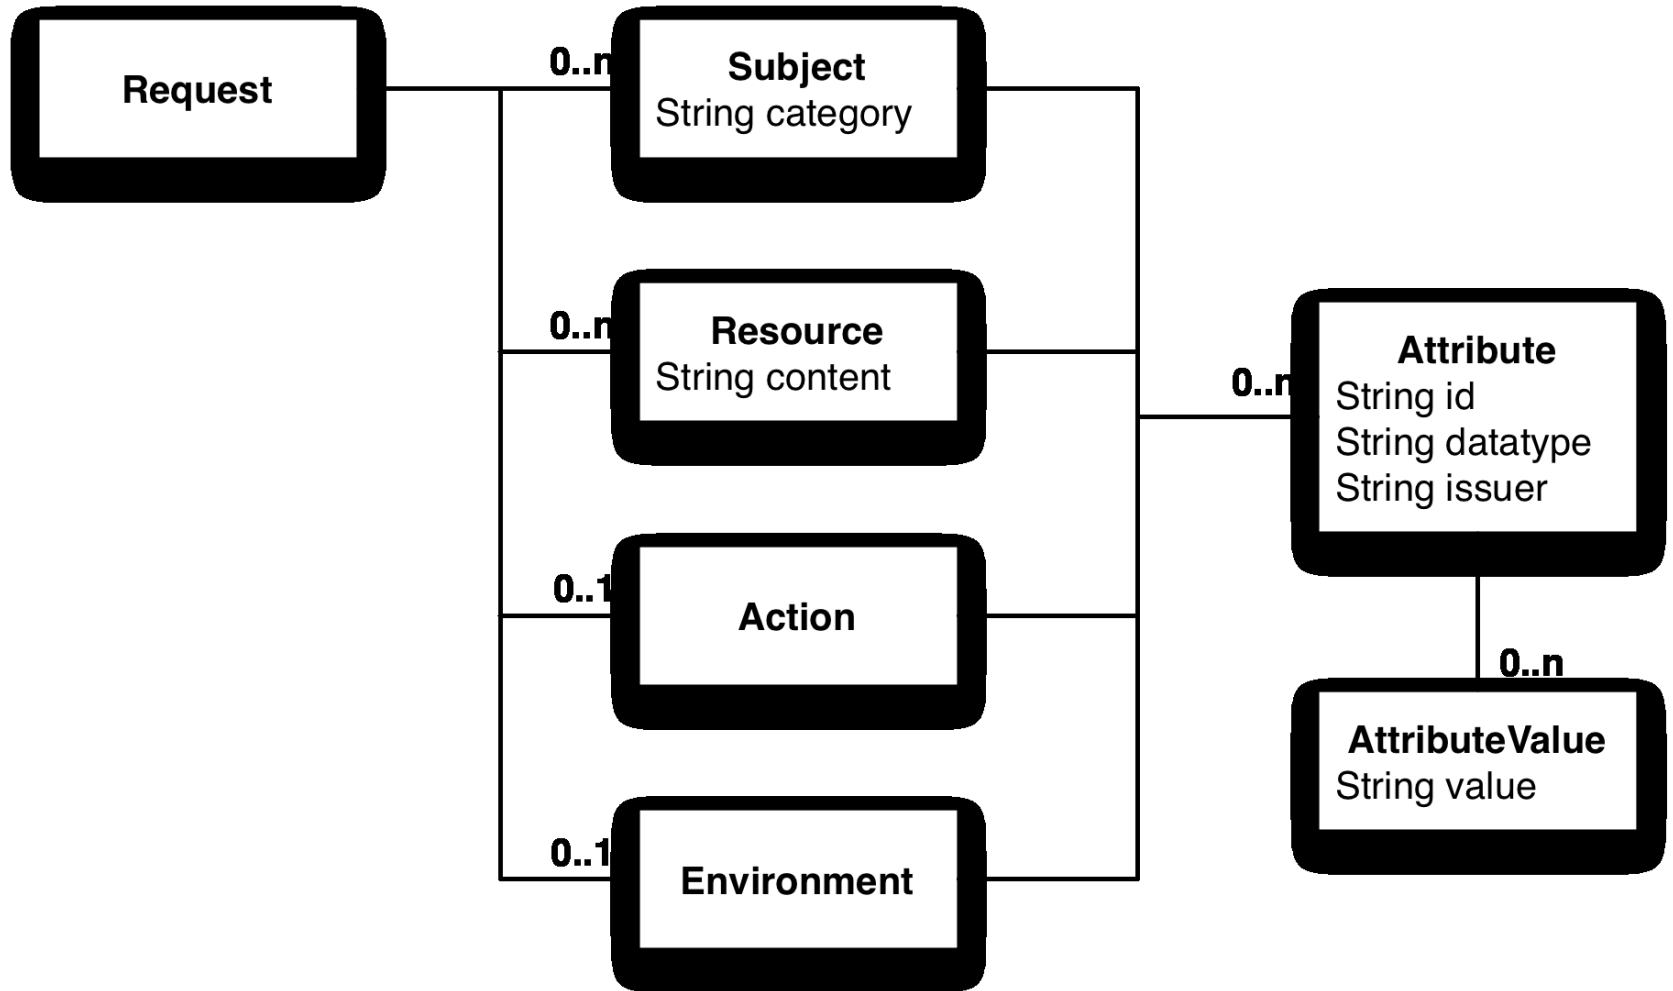 Request
0..n
Subject
String category
0..n
Resource
String content
0..1
Action
0..1
Environment
0..n
Attribute
String id
String datatype
String issuer
0..n
AttributeValue
String value